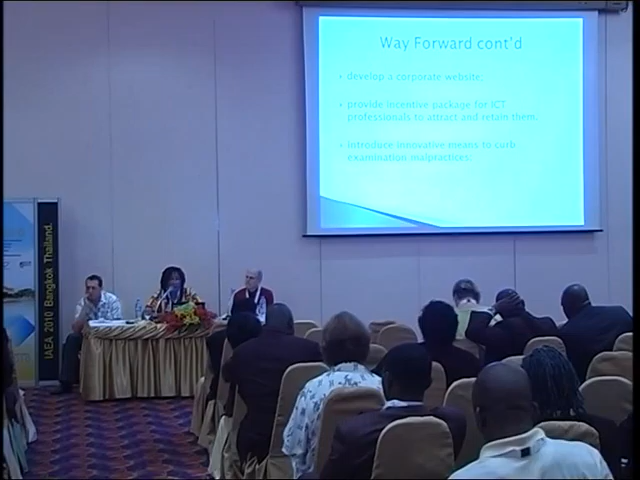 Way Forward cont'd
• develop a corporate website;
• provide incentive package for ICT
professionals to attract and retain them.
• introduce innovative means to curb
examination malpractices;
IAEA 2010 Bangkok Thailand.